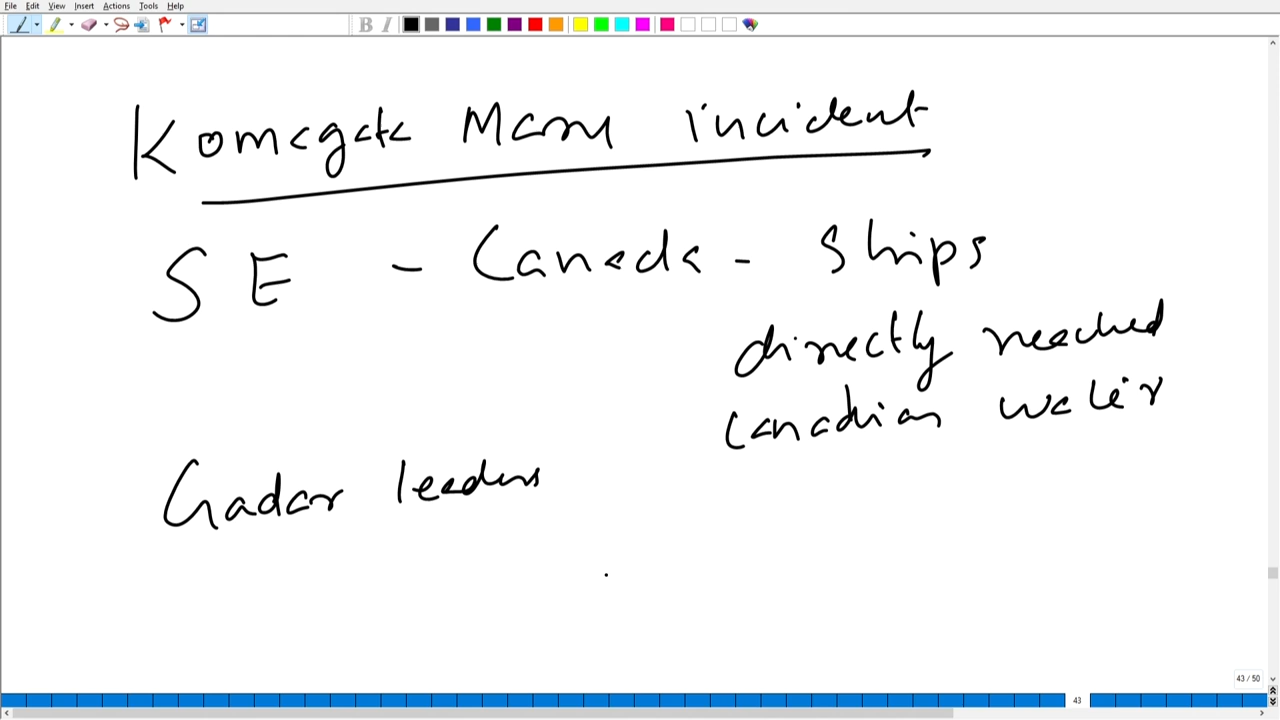 File Edit View Insert Actions Tools Help
B I
Komagata Maru incident
S E - Canada - Ships
directly reached
Canadian water
Gadar leaders
43 / 50
43